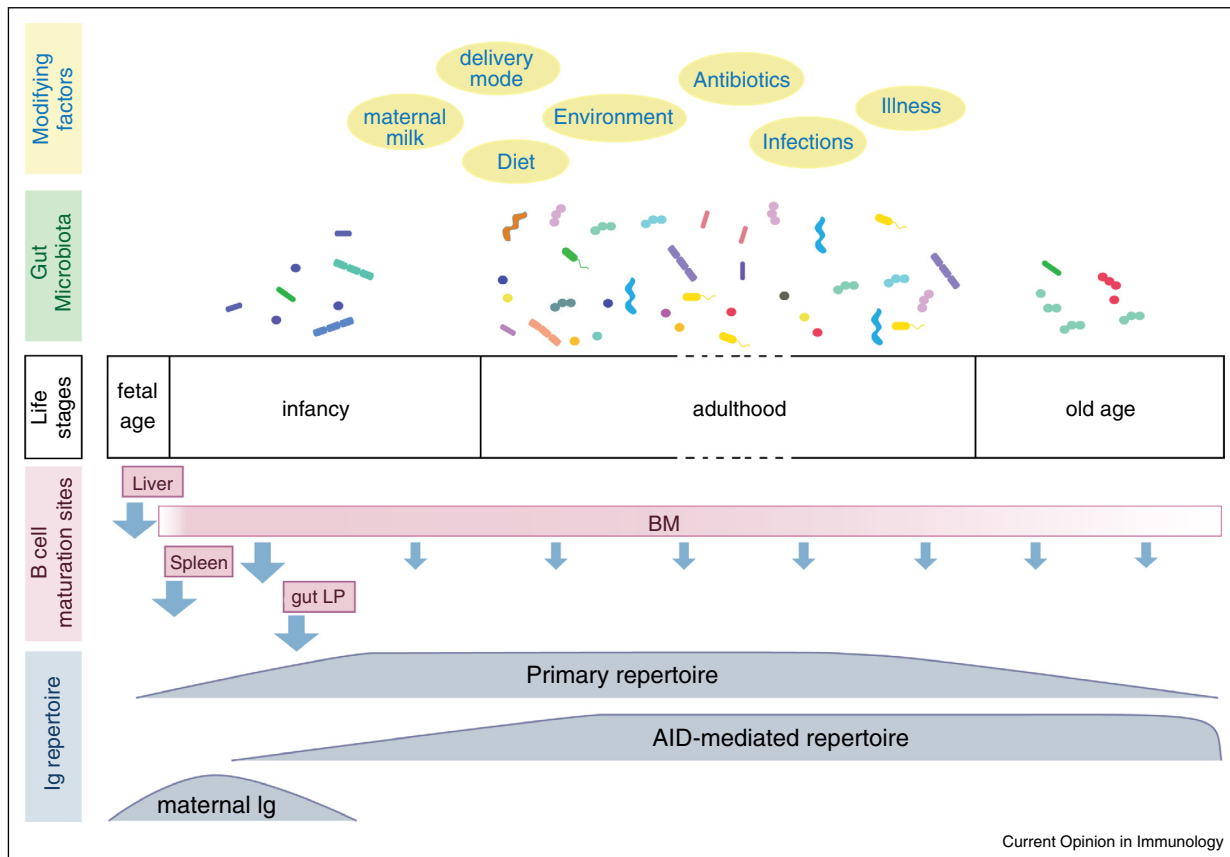 Modifying
factors
delivery
mode
Antibiotics
Illness
maternal
milk
Environment
Infections
Diet
Gut
Microbiota
Life
stages
fetal
age
infancy
adulthood
old age
B cell
maturation sites
Liver
BM
Spleen
gut LP
Ig repertoire
Primary repertoire
AID-mediated repertoire
maternal Ig
Current Opinion in Immunology